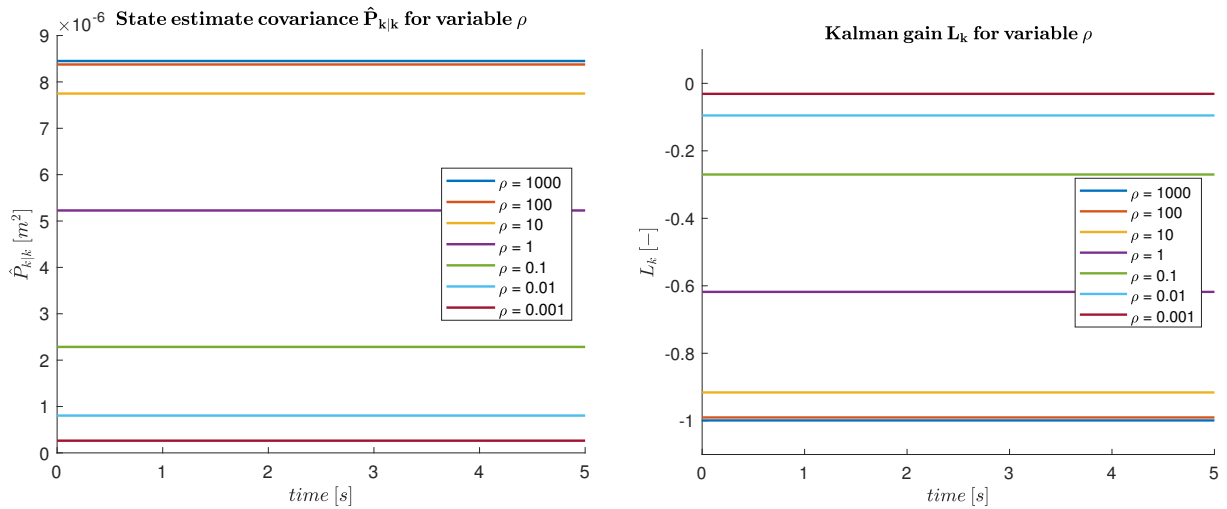 State estimate covariance P̂ₖ|ₖ for variable ρ
×10⁻⁶
9
8
7
6
5
4
3
2
1
0
P̂ₖ|ₖ [m²]
ρ = 1000
ρ = 100
ρ = 10
ρ = 1
ρ = 0.1
ρ = 0.01
ρ = 0.001
0 1 2 3 4 5
time [s]
Kalman gain Lₖ for variable ρ
0
-0.2
-0.4
-0.6
-0.8
-1
Lₖ [−]
ρ = 1000
ρ = 100
ρ = 10
ρ = 1
ρ = 0.1
ρ = 0.01
ρ = 0.001
0 1 2 3 4 5
time [s]